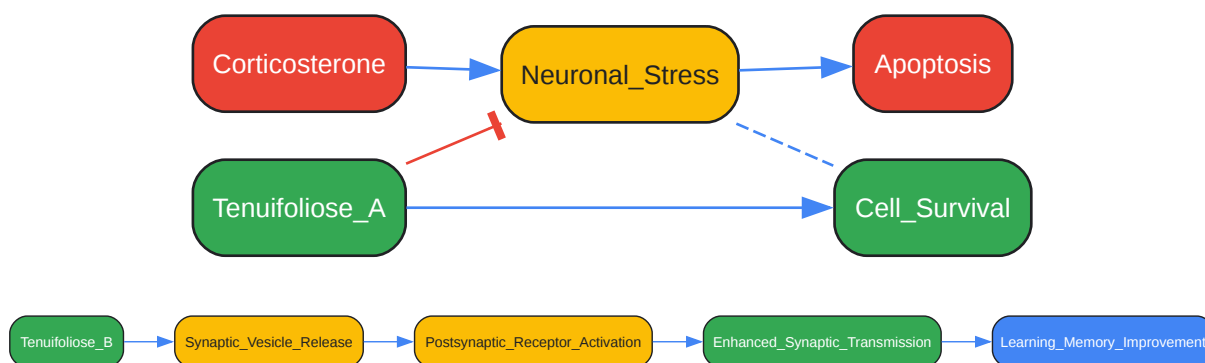 Corticosterone
Neuronal_Stress
Apoptosis
Tenuifoliose_A
Cell_Survival
Tenuifoliose_B
Synaptic_Vesicle_Release
Postsynaptic_Receptor_Activation
Enhanced_Synaptic_Transmission
Learning_Memory_Improvement